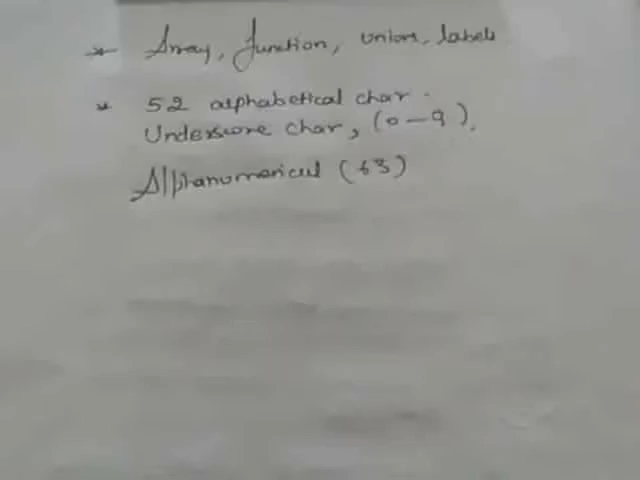 * Array, function, union, labels
* 52 alphabetical char.
Underscore char, (0-9),
Alphanumerical (63)